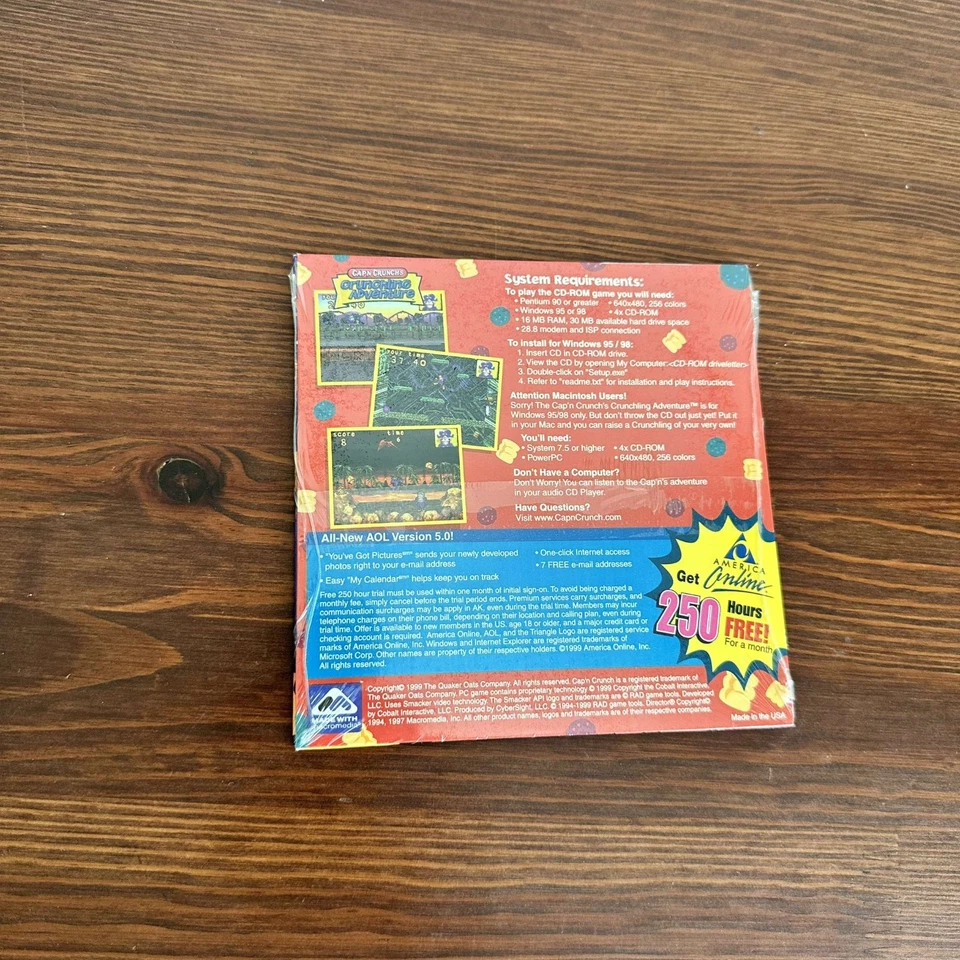 CAP'N CRUNCH'S
Crunchling
Adventure
your time
37 40
score
8
time
6
System Requirements:
To play the CD-ROM game you will need:
• Pentium 90 or greater • 640x480, 256 colors
• Windows 95 or 98 • 4x CD-ROM
• 16 MB RAM, 30 MB available hard drive space
• 28.8 modem and ISP connection
To install for Windows 95 / 98:
1. Insert CD in CD-ROM drive.
2. View the CD by opening My Computer:<CD-ROM driveletter>
3. Double-click on "Setup.exe"
4. Refer to "readme.txt" for installation and play instructions.
Attention Macintosh Users!
Sorry! The Cap'n Crunch's Crunchling Adventure™ is for
Windows 95/98 only. But don't throw the CD out just yet! Put it
in your Mac and you can raise a Crunchling of your very own!
You'll need:
• System 7.5 or higher • 4x CD-ROM
• PowerPC • 640x480, 256 colors
Don't Have a Computer?
Don't Worry! You can listen to the Cap'n's adventure
in your audio CD Player.
Have Questions?
Visit www.CapnCrunch.com
All-New AOL Version 5.0!
• "You've Got Pictures℠" sends your newly developed
photos right to your e-mail address
• Easy "My Calendar℠" helps keep you on track
• One-click Internet access
• 7 FREE e-mail addresses
Free 250 hour trial must be used within one month of initial sign-on. To avoid being charged a
monthly fee, simply cancel before the trial period ends. Premium services carry surcharges, and
communication surcharges may be apply in AK, even during the trial time. Members may incur
telephone charges on their phone bill, depending on their location and calling plan, even during
trial time. Offer is available to new members in the US, age 18 or older, and a major credit card or
checking account is required. America Online, AOL, and the Triangle Logo are registered service
marks of America Online, Inc. Windows and Internet Explorer are registered trademarks of
Microsoft Corp. Other names are property of their respective holders. ©1999 America Online, Inc.
All rights reserved.
AMERICA
Online
Get
250
Hours
FREE!
For a month
MADE WITH
macromedia
Copyright© 1999 The Quaker Oats Company. All rights reserved. Cap'n Crunch is a registered trademark of
The Quaker Oats Company. PC game contains proprietary technology © 1999 Copyright the Cobalt Interactive,
LLC. Uses Smacker video technology. The Smacker API logo and trademarks are © RAD game tools. Developed
by Cobalt Interactive, LLC. Produced by CyberSight, LLC. © 1994-1999 RAD game tools. Director® Copyright©
1994, 1997 Macromedia, Inc. All other product names, logos and trademarks are of their respective companies.
Made in the USA